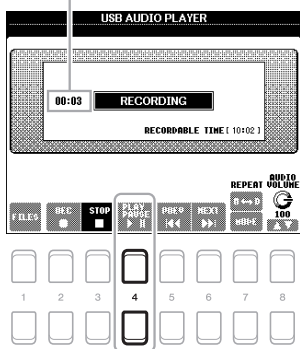 USB AUDIO PLAYER
00:03 RECORDING
RECORDABLE TIME [ 10:02 ]
REPEAT AUDIO VOLUME
FILES REC STOP PLAY PAUSE PREV NEXT 100
MODE
1 2 3 4 5 6 7 8